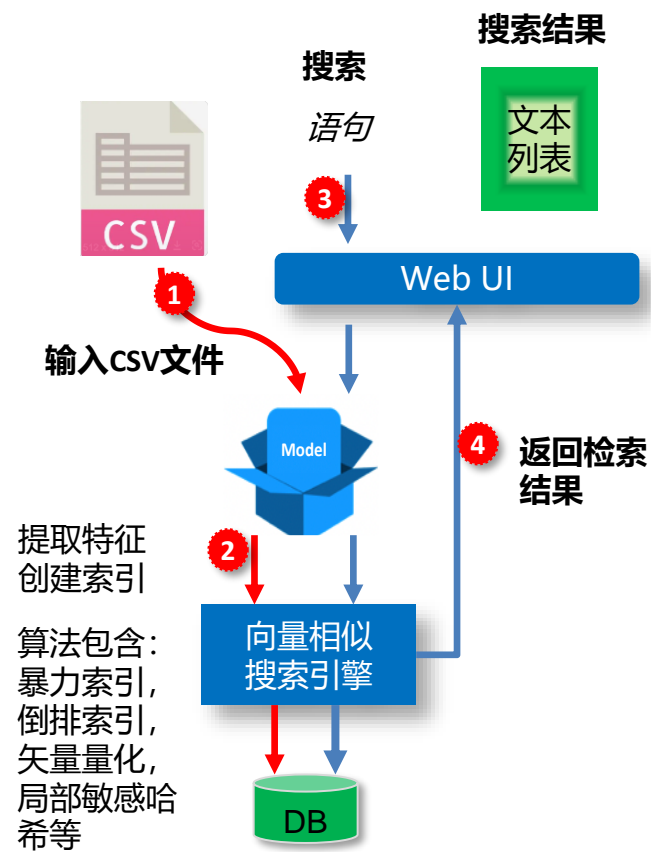 搜索结果
搜索
语句
文本
列表
3
CSV
Web UI
1
输入CSV文件
Model
4
返回检索
结果
提取特征
创建索引
2
算法包含：
暴力索引，
倒排索引，
矢量量化，
局部敏感哈
希等
向量相似
搜索引擎
DB